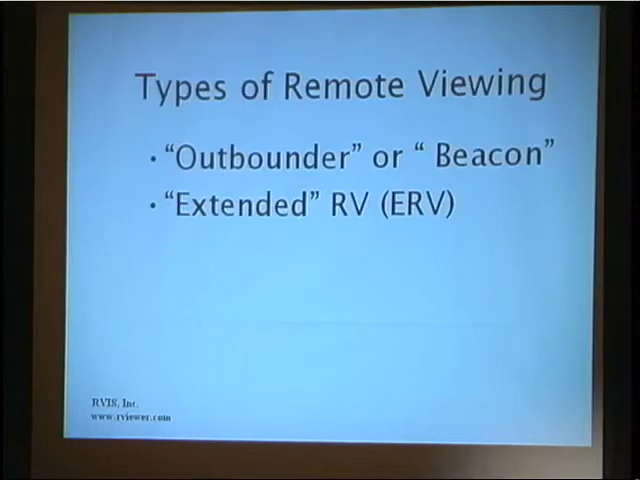 Types of Remote Viewing
· “Outbounder” or “ Beacon”
· “Extended” RV (ERV)
RVIS, Inc.
www.rviewer.com